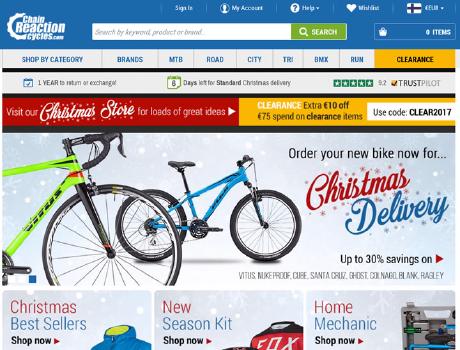 Chain Reaction Cycles.com
Sign In
My Account
Help
Wishlist
€EUR
Search by keyword, product or brand.
SEARCH
0 ITEMS
SHOP BY CATEGORY
BRANDS
MTB
ROAD
CITY
TRI
BMX
RUN
CLEARANCE
1 YEAR to return or exchange!
6 Days left for Standard Christmas delivery
9.2 TRUSTPILOT
Visit our Christmas Store for loads of great ideas
CLEARANCE Extra €10 off
€75 spend on clearance items
Use code: CLEAR2017
Order your new bike now for...
Christmas
Delivery
Up to 30% savings on
VITUS, NUKEPROOF, CUBE, SANTA CRUZ, GHOST, COLNAGO, BLANK, RAGLEY
Christmas
Best Sellers
Shop now
New
Season Kit
Shop now
FOX
Home
Mechanic
Shop now